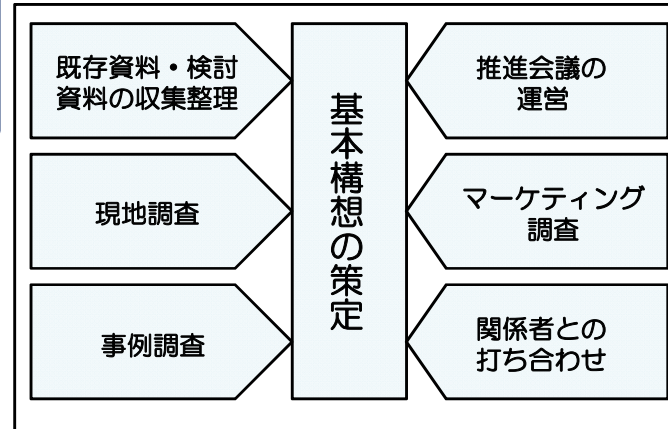 既存資料・検討
資料の収集整理
現地調査
事例調査
基本構想の策定
推進会議の
運営
マーケティング
調査
関係者との
打ち合わせ